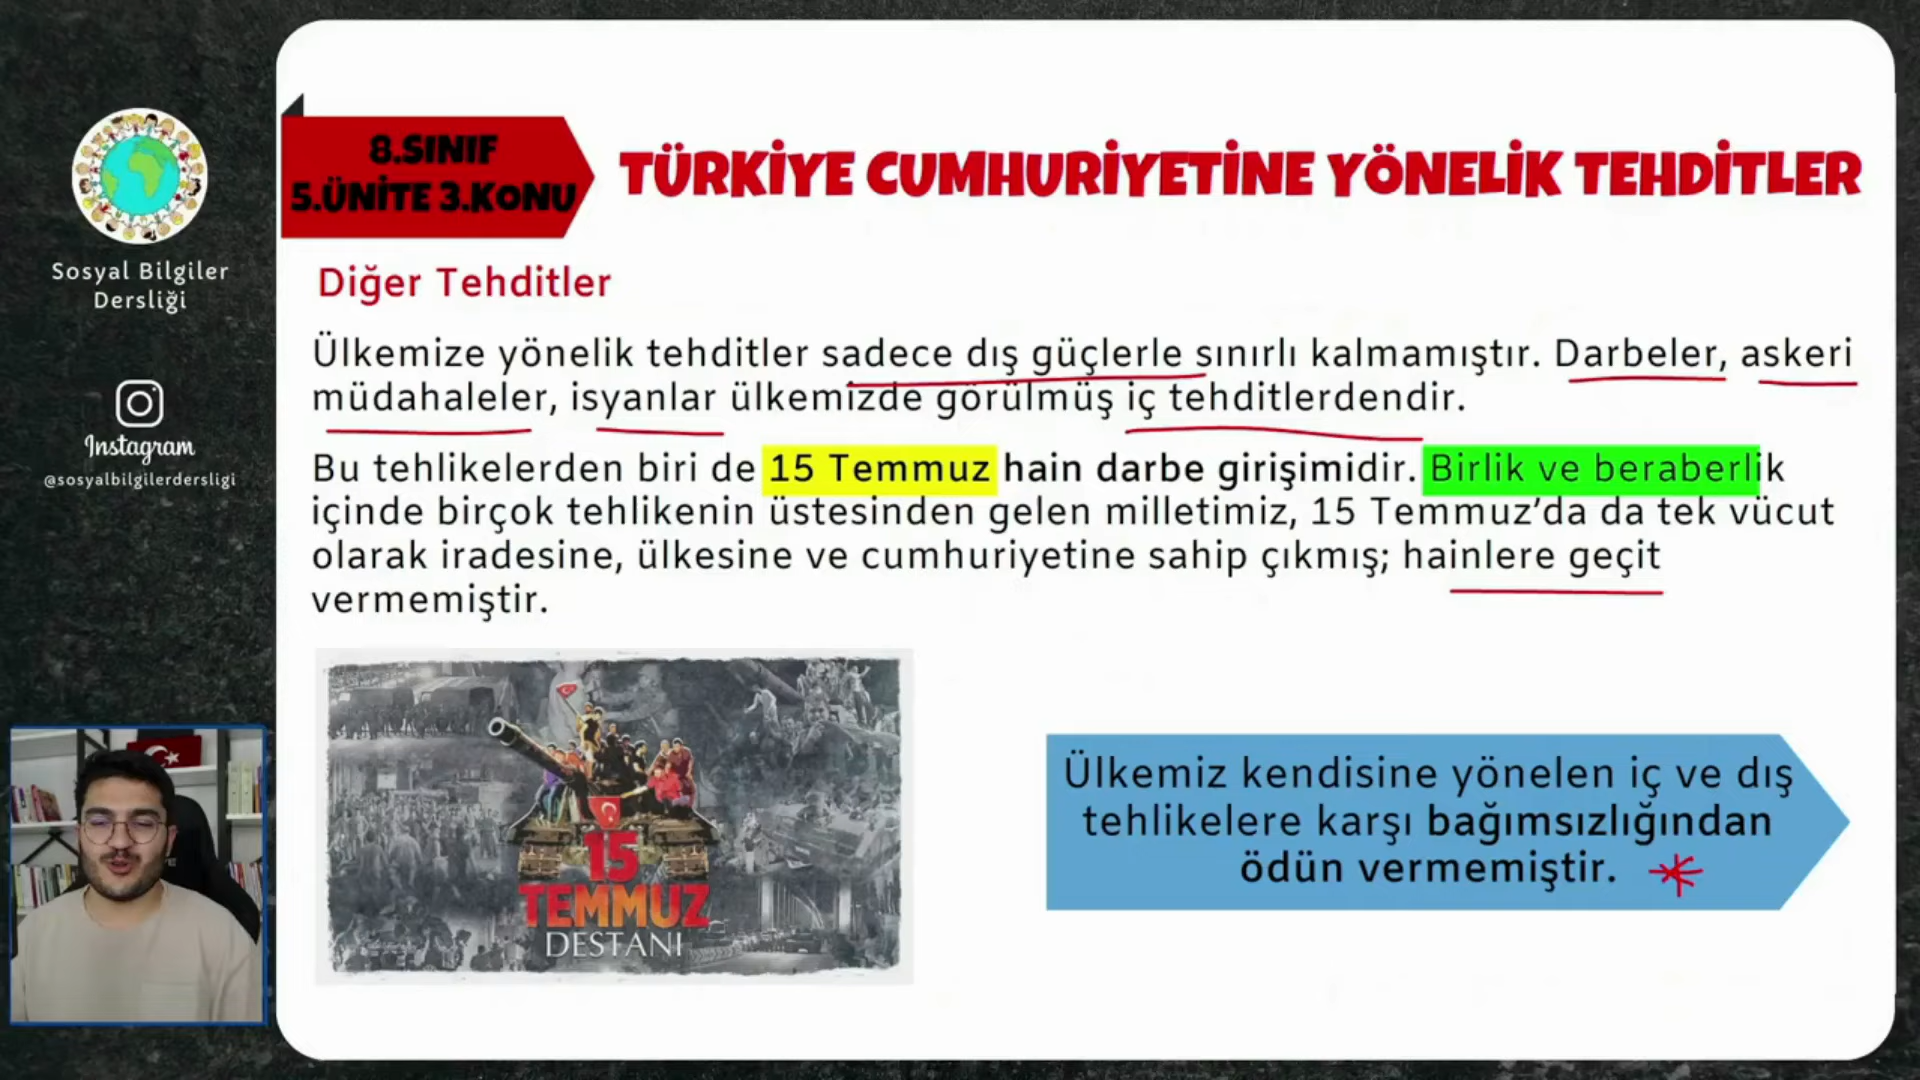 8.SINIF
5.ÜNİTE 3.KONU
TÜRKİYE CUMHURİYETİNE YÖNELİK TEHDİTLER
Sosyal Bilgiler
Dersliği
Instagram
@sosyalbilgilerdersligi
Diğer Tehditler
Ülkemize yönelik tehditler sadece dış güçlerle sınırlı kalmamıştır. Darbeler, askeri
müdahaleler, isyanlar ülkemizde görülmüş iç tehditlerdendir.
Bu tehlikelerden biri de 15 Temmuz hain darbe girişimidir. Birlik ve beraberlik
içinde birçok tehlikenin üstesinden gelen milletimiz, 15 Temmuz’da da tek vücut
olarak iradesine, ülkesine ve cumhuriyetine sahip çıkmış; hainlere geçit
vermemiştir.
15
TEMMUZ
DESTANI
Ülkemiz kendisine yönelen iç ve dış
tehlikelere karşı bağımsızlığından
ödün vermemiştir.